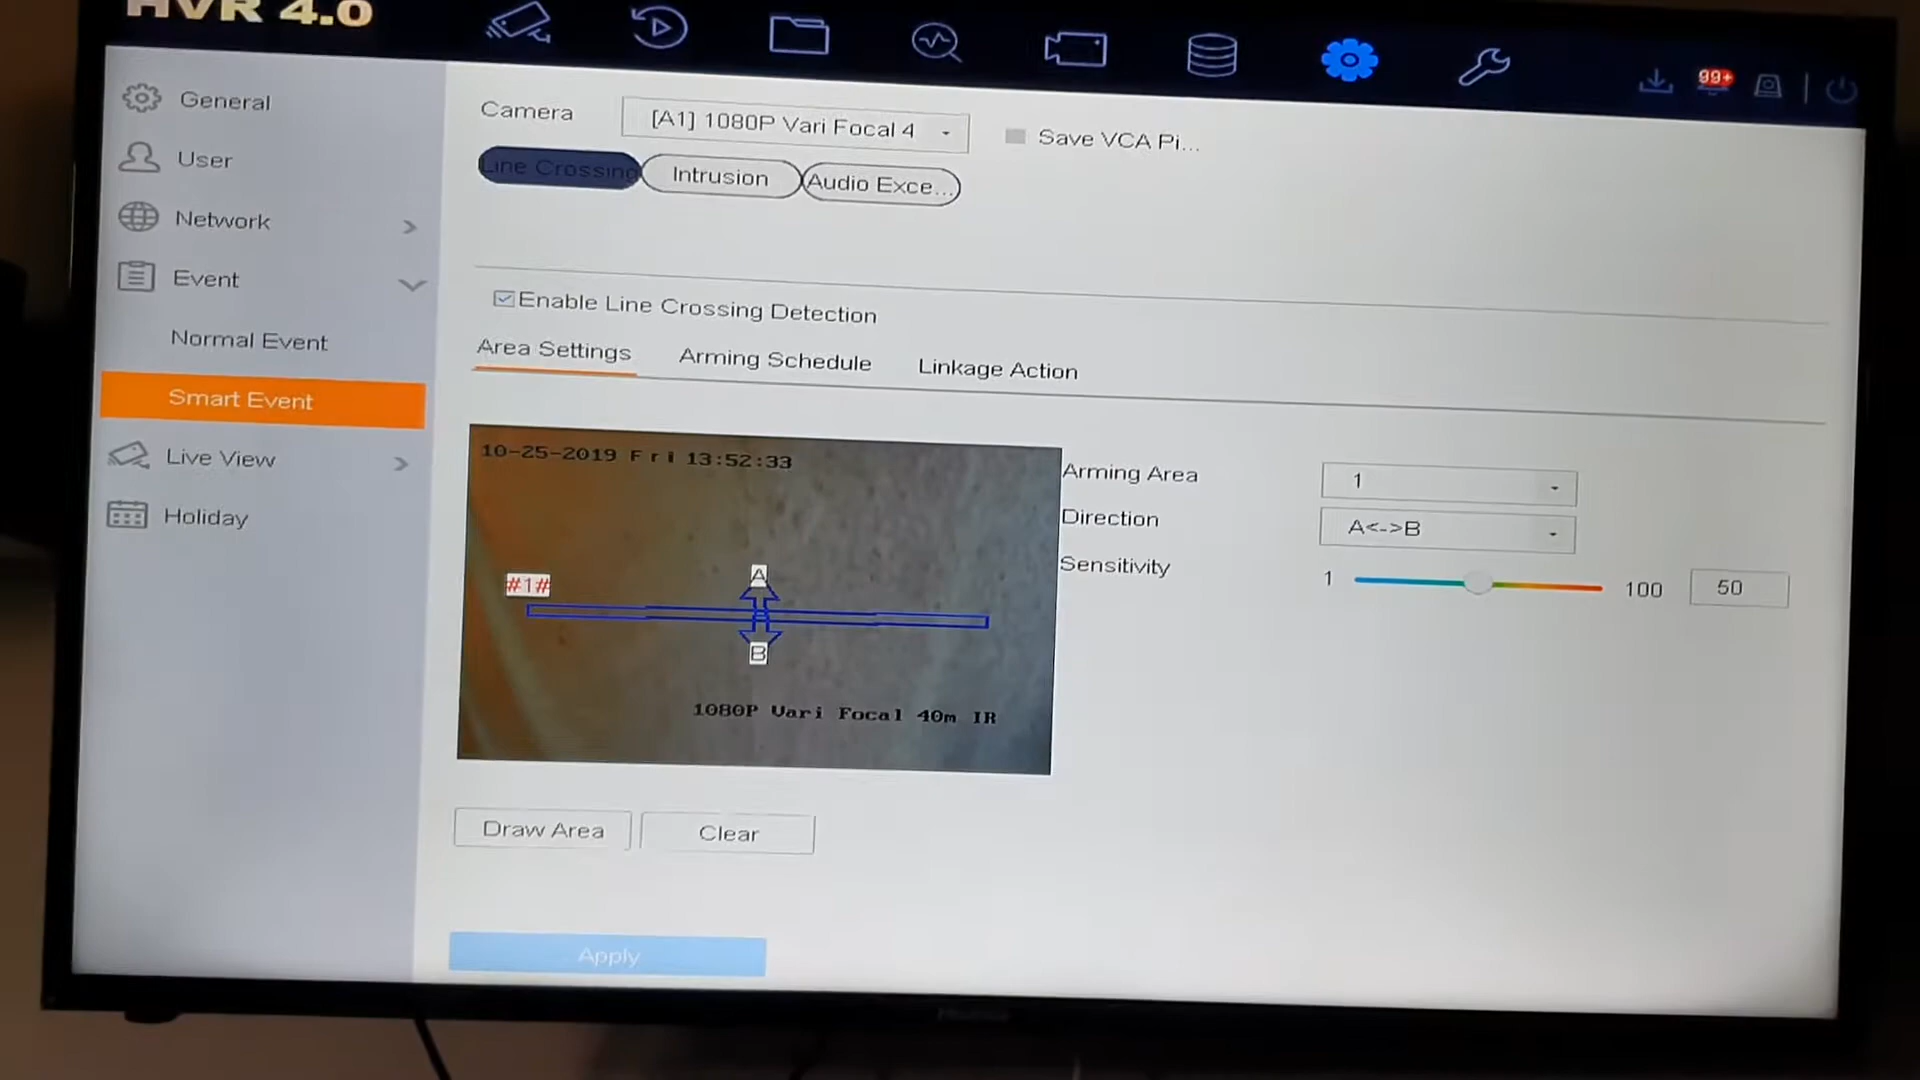 HVR 4.0
99+
General
User
Network
Event
Normal Event
Smart Event
Live View
Holiday
Camera [A1] 1080P Vari Focal 4 Save VCA Pi...
Line Crossing Intrusion Audio Exce...
Enable Line Crossing Detection
Area Settings Arming Schedule Linkage Action
10-25-2019 Fri 13:52:33
#1#
A
B
1080P Vari Focal 40m IR
Arming Area 1
Direction A<->B
Sensitivity 1 100 50
Draw Area Clear
Apply